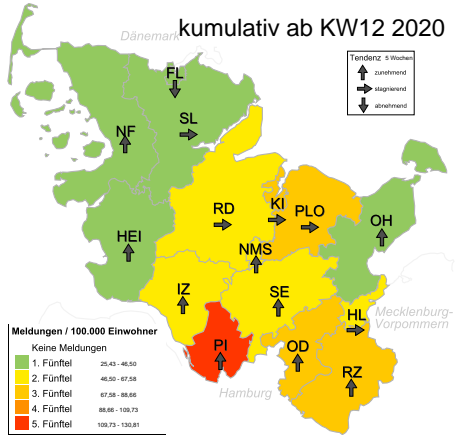 kumulativ ab KW12 2020
Dänemark
Tendenz 5 Wochen
zunehmend
stagnierend
abnehmend
FL
SL
NF
KI
RD
PLO
OH
HEI
NMS
IZ
SE
HL
Mecklenburg-
Vorpommern
PI
OD
RZ
Hamburg
Meldungen / 100.000 Einwohner
Keine Meldungen
1. Fünftel 25,43 - 46,50
2. Fünftel 46,50 - 67,58
3. Fünftel 67,58 - 88,66
4. Fünftel 88,66 - 109,73
5. Fünftel 109,73 - 130,81